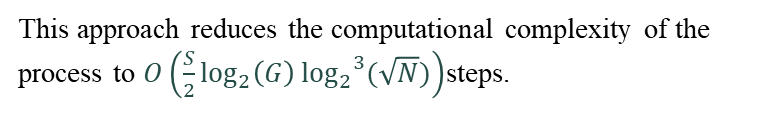 This approach reduces the computational complexity of the
process to O (S/2 log₂(G) log₂³(√N)) steps.